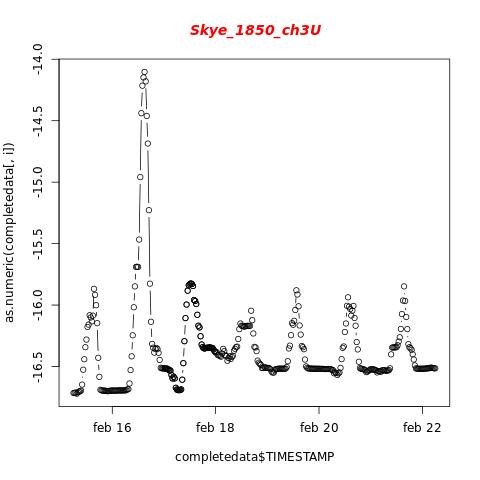 Skye_1850_ch3U
as.numeric(completedata[, i])
-14.0
-14.5
-15.0
-15.5
-16.0
-16.5
feb 16 feb 18 feb 20 feb 22
completedata$TIMESTAMP